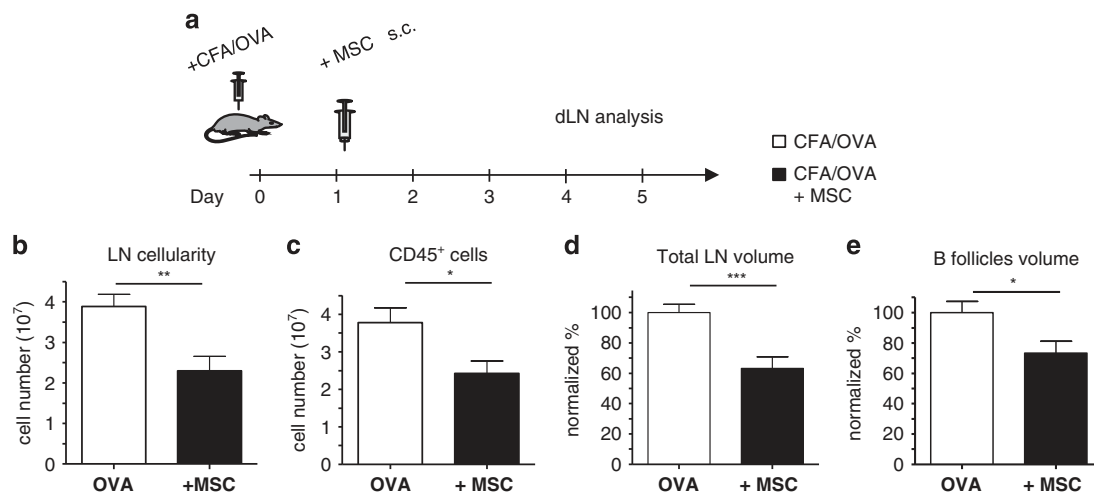 a
+CFA/OVA
+ MSC s.c.
dLN analysis
CFA/OVA
CFA/OVA
+ MSC
Day 0 1 2 3 4 5
b
LN cellularity
**
cell number (10⁷)
4
3
2
1
0
OVA +MSC
c
CD45⁺ cells
*
cell number (10⁷)
4
2
1
0
OVA + MSC
d
Total LN volume
***
normalized %
100
80
60
40
20
0
OVA + MSC
e
B follicles volume
*
normalized %
100
80
60
40
20
0
OVA + MSC